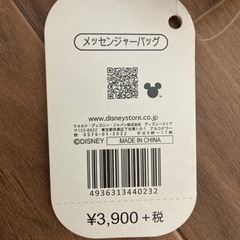 メッセンジャーバッグ
www.disneystore.co.jp
ウォルト・ディズニー・ジャパン株式会社 ディズニーストア
©DISNEY MADE IN CHINA
4936313440232
¥3,900 +税